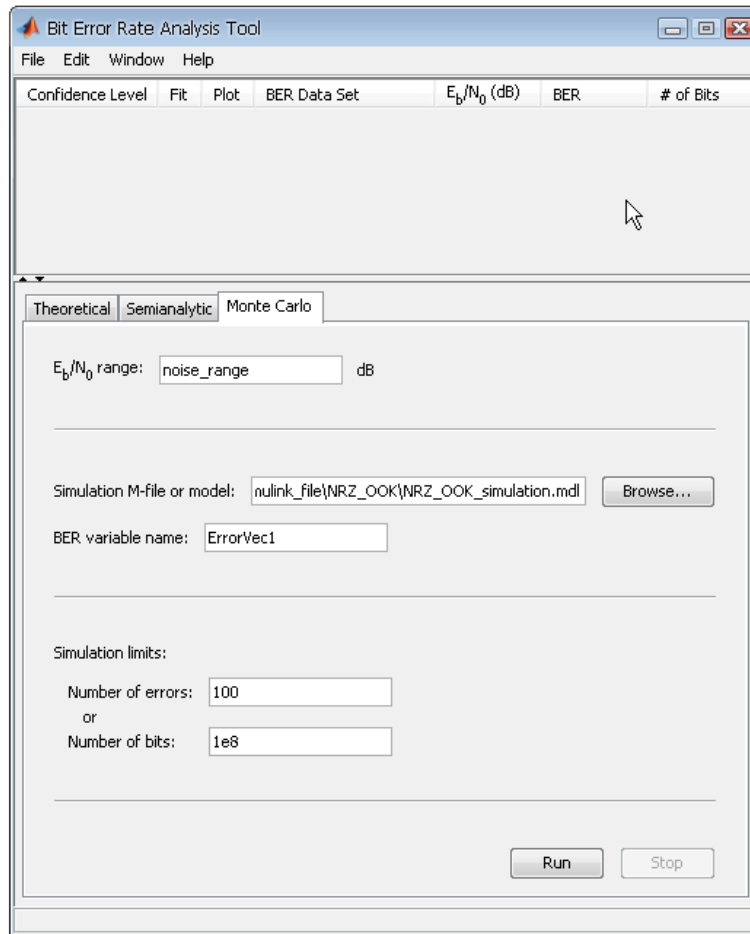 Bit Error Rate Analysis Tool
File Edit Window Help
Confidence Level Fit Plot BER Data Set Eb/N0 (dB) BER # of Bits
Theoretical Semianalytic Monte Carlo
Eb/N0 range: noise_range dB
Simulation M-file or model: nulink_file\NRZ_OOK\NRZ_OOK_simulation.mdl Browse...
BER variable name: ErrorVec1
Simulation limits:
Number of errors: 100
or
Number of bits: 1e8
Run Stop